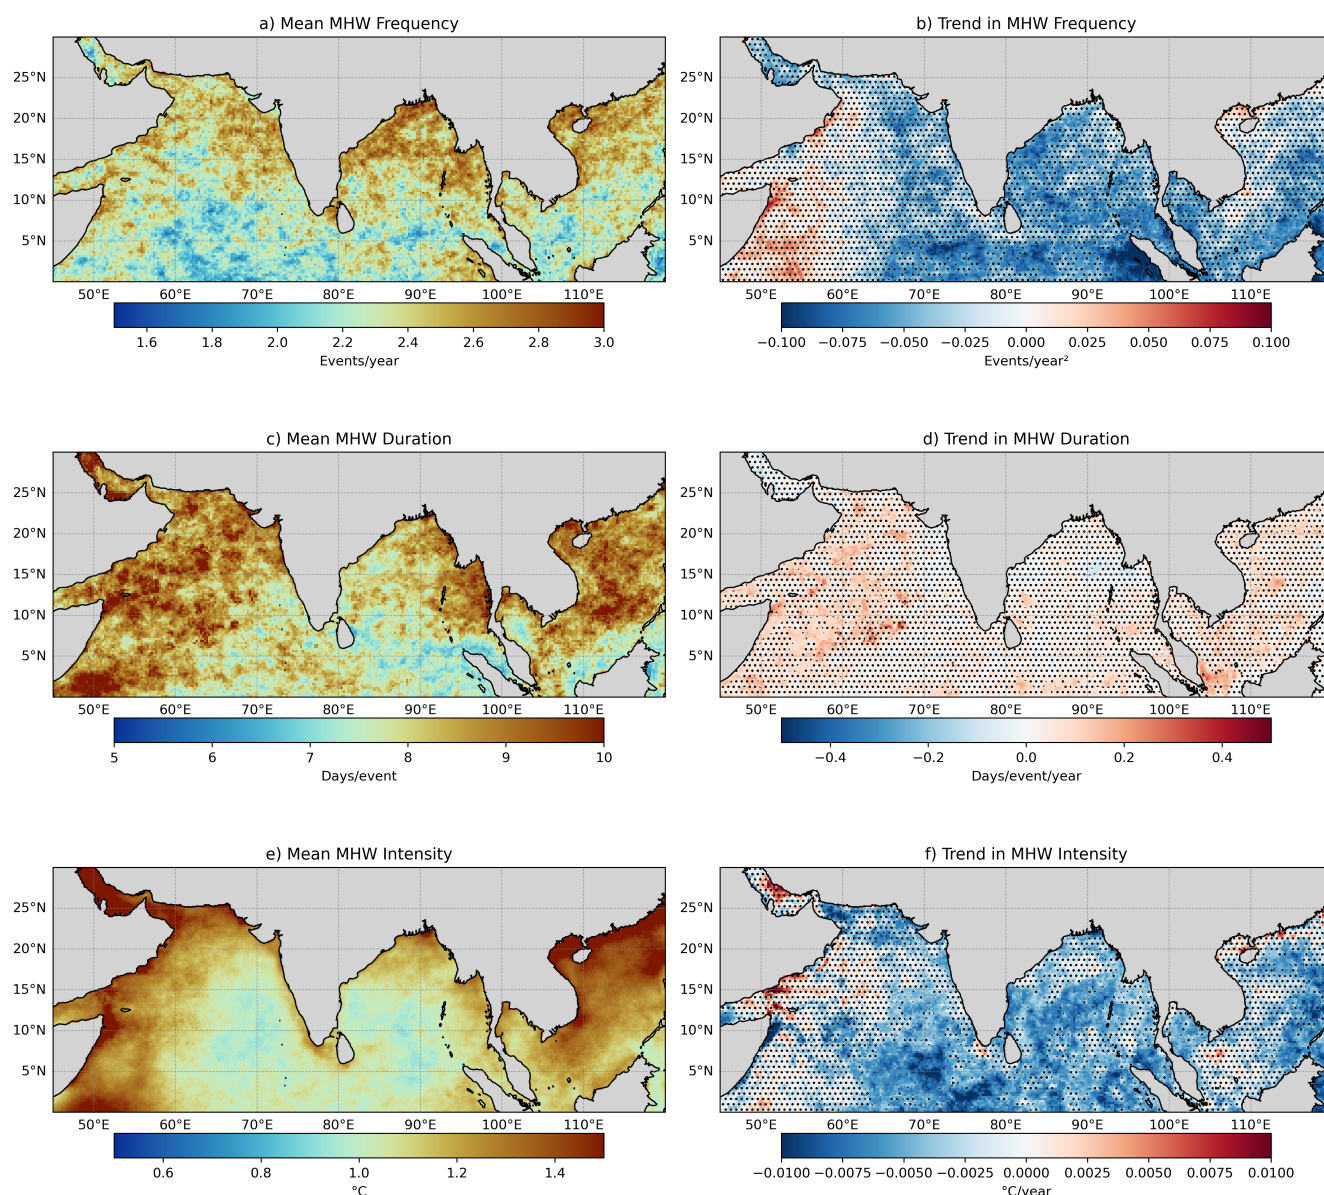 a) Mean MHW Frequency
25°N
20°N
15°N
10°N
5°N
50°E 60°E 70°E 80°E 90°E 100°E 110°E
1.6 1.8 2.0 2.2 2.4 2.6 2.8 3.0
Events/year
b) Trend in MHW Frequency
25°N
20°N
15°N
10°N
5°N
50°E 60°E 70°E 80°E 90°E 100°E 110°E
−0.100 −0.075 −0.050 −0.025 0.000 0.025 0.050 0.075 0.100
Events/year²
c) Mean MHW Duration
25°N
20°N
15°N
10°N
5°N
50°E 60°E 70°E 80°E 90°E 100°E 110°E
5 6 7 8 9 10
Days/event
d) Trend in MHW Duration
25°N
20°N
15°N
10°N
5°N
50°E 60°E 70°E 80°E 90°E 100°E 110°E
−0.4 −0.2 0.0 0.2 0.4
Days/event/year
e) Mean MHW Intensity
25°N
20°N
15°N
10°N
5°N
50°E 60°E 70°E 80°E 90°E 100°E 110°E
0.6 0.8 1.0 1.2 1.4
°C
f) Trend in MHW Intensity
25°N
20°N
15°N
10°N
5°N
50°E 60°E 70°E 80°E 90°E 100°E 110°E
−0.0100 −0.0075 −0.0050 −0.0025 0.0000 0.0025 0.0050 0.0075 0.0100
°C/year